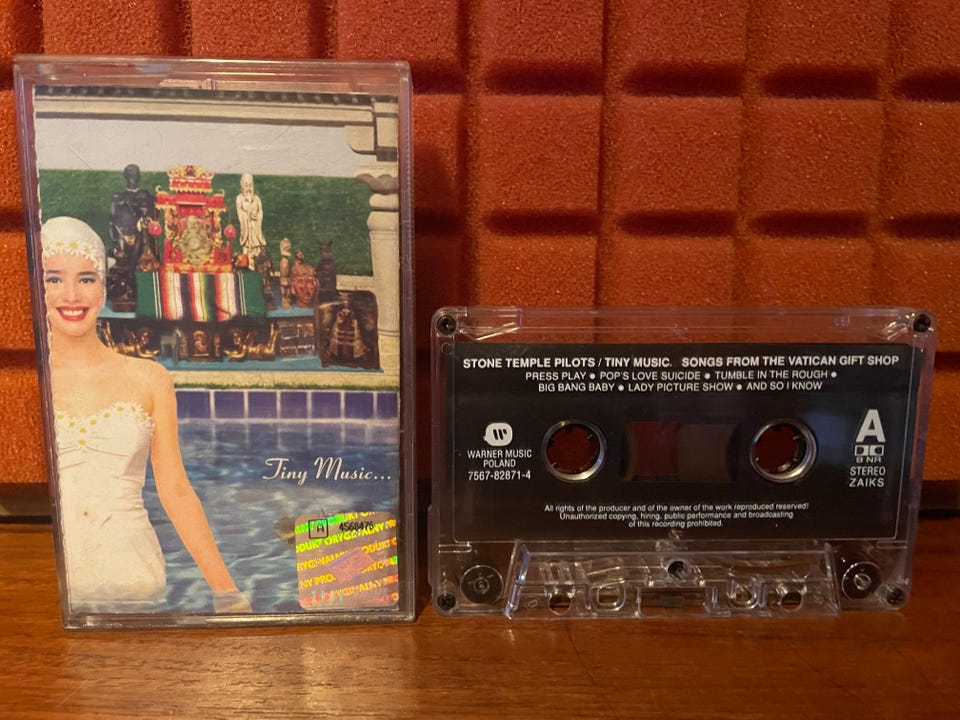 Tiny Music...
H 4568475
STONE TEMPLE PILOTS / TINY MUSIC. SONGS FROM THE VATICAN GIFT SHOP
PRESS PLAY ● POP'S LOVE SUICIDE ● TUMBLE IN THE ROUGH ●
BIG BANG BABY ● LADY PICTURE SHOW ● AND SO I KNOW
WARNER MUSIC
POLAND
7567-82871-4
A
B NR
STEREO
ZAIKS
All rights of the producer and of the owner of the work reproduced reserved!
Unauthorized copying, hiring, public performance and broadcasting
of this recording prohibited.